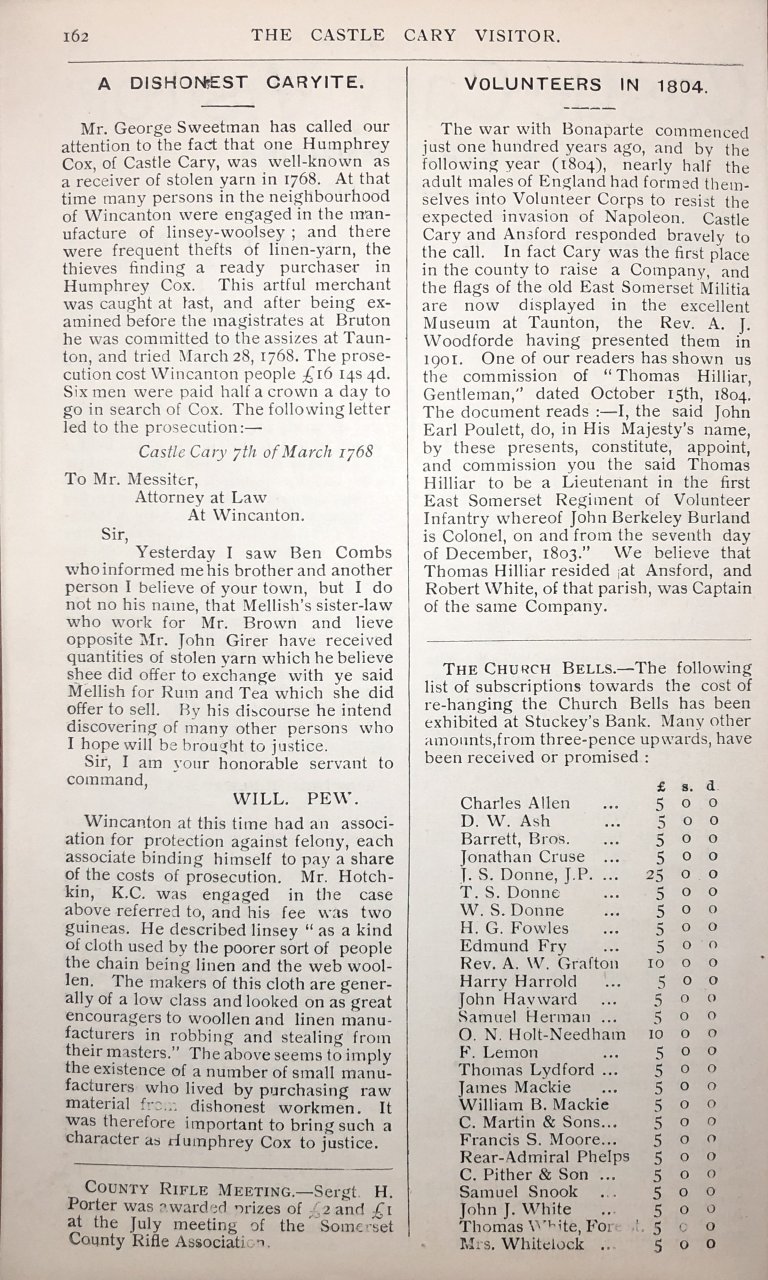 162
THE CASTLE CARY VISITOR.
A DISHONEST CARYITE.
Mr. George Sweetman has called our
attention to the fact that one Humphrey
Cox, of Castle Cary, was well-known as
a receiver of stolen yarn in 1768. At that
time many persons in the neighbourhood
of Wincanton were engaged in the man-
ufacture of linsey-woolsey ; and there
were frequent thefts of linen-yarn, the
thieves finding a ready purchaser in
Humphrey Cox. This artful merchant
was caught at last, and after being ex-
amined before the magistrates at Bruton
he was committed to the assizes at Taun-
ton, and tried March 28, 1768. The prose-
cution cost Wincanton people £16 14s 4d.
Six men were paid half a crown a day to
go in search of Cox. The following letter
led to the prosecution:—
Castle Cary 7th of March 1768
To Mr. Messiter,
Attorney at Law
At Wincanton.
Sir,
Yesterday I saw Ben Combs
who informed me his brother and another
person I believe of your town, but I do
not no his name, that Mellish's sister-law
who work for Mr. Brown and lieve
opposite Mr. John Girer have received
quantities of stolen yarn which he believe
shee did offer to exchange with ye said
Mellish for Rum and Tea which she did
offer to sell. By his discourse he intend
discovering of many other persons who
I hope will be brought to justice.
Sir, I am your honorable servant to
command,
WILL. PEW.
Wincanton at this time had an associ-
ation for protection against felony, each
associate binding himself to pay a share
of the costs of prosecution. Mr. Hotch-
kin, K.C. was engaged in the case
above referred to, and his fee was two
guineas. He described linsey " as a kind
of cloth used by the poorer sort of people
the chain being linen and the web wool-
len. The makers of this cloth are gener-
ally of a low class and looked on as great
encouragers to woollen and linen manu-
facturers in robbing and stealing from
their masters." The above seems to imply
the existence of a number of small manu-
facturers who lived by purchasing raw
material from dishonest workmen. It
was therefore important to bring such a
character as Humphrey Cox to justice.
COUNTY RIFLE MEETING.—Sergt. H.
Porter was awarded prizes of £2 and £1
at the July meeting of the Somerset
County Rifle Association.
VOLUNTEERS IN 1804.
The war with Bonaparte commenced
just one hundred years ago, and by the
following year (1804), nearly half the
adult males of England had formed them-
selves into Volunteer Corps to resist the
expected invasion of Napoleon. Castle
Cary and Ansford responded bravely to
the call. In fact Cary was the first place
in the county to raise a Company, and
the flags of the old East Somerset Militia
are now displayed in the excellent
Museum at Taunton, the Rev. A. J.
Woodforde having presented them in
1901. One of our readers has shown us
the commission of " Thomas Hilliar,
Gentleman," dated October 15th, 1804.
The document reads :—I, the said John
Earl Poulett, do, in His Majesty's name,
by these presents, constitute, appoint,
and commission you the said Thomas
Hilliar to be a Lieutenant in the first
East Somerset Regiment of Volunteer
Infantry whereof John Berkeley Burland
is Colonel, on and from the seventh day
of December, 1803." We believe that
Thomas Hilliar resided at Ansford, and
Robert White, of that parish, was Captain
of the same Company.
THE CHURCH BELLS.—The following
list of subscriptions towards the cost of
re-hanging the Church Bells has been
exhibited at Stuckey's Bank. Many other
amounts, from three-pence upwards, have
been received or promised :
£ s. d
Charles Allen ... 5 0 0
D. W. Ash ... 5 0 0
Barrett, Bros. ... 5 0 0
Jonathan Cruse ... 5 0 0
J. S. Donne, J.P. ... 25 0 0
T. S. Donne ... 5 0 0
W. S. Donne ... 5 0 0
H. G. Fowles ... 5 0 0
Edmund Fry ... 5 0 0
Rev. A. W. Grafton 10 0 0
Harry Harrold ... 5 0 0
John Hayward ... 5 0 0
Samuel Herman ... 5 0 0
O. N. Holt-Needham 10 0 0
F. Lemon ... 5 0 0
Thomas Lydford ... 5 0 0
James Mackie ... 5 0 0
William B. Mackie 5 0 0
C. Martin & Sons... 5 0 0
Francis S. Moore... 5 0 0
Rear-Admiral Phelps 5 0 0
C. Pither & Son ... 5 0 0
Samuel Snook ... 5 0 0
John J. White ... 5 0 0
Thomas White, 5 0 0
Mrs. Whitelock ... 5 0 0